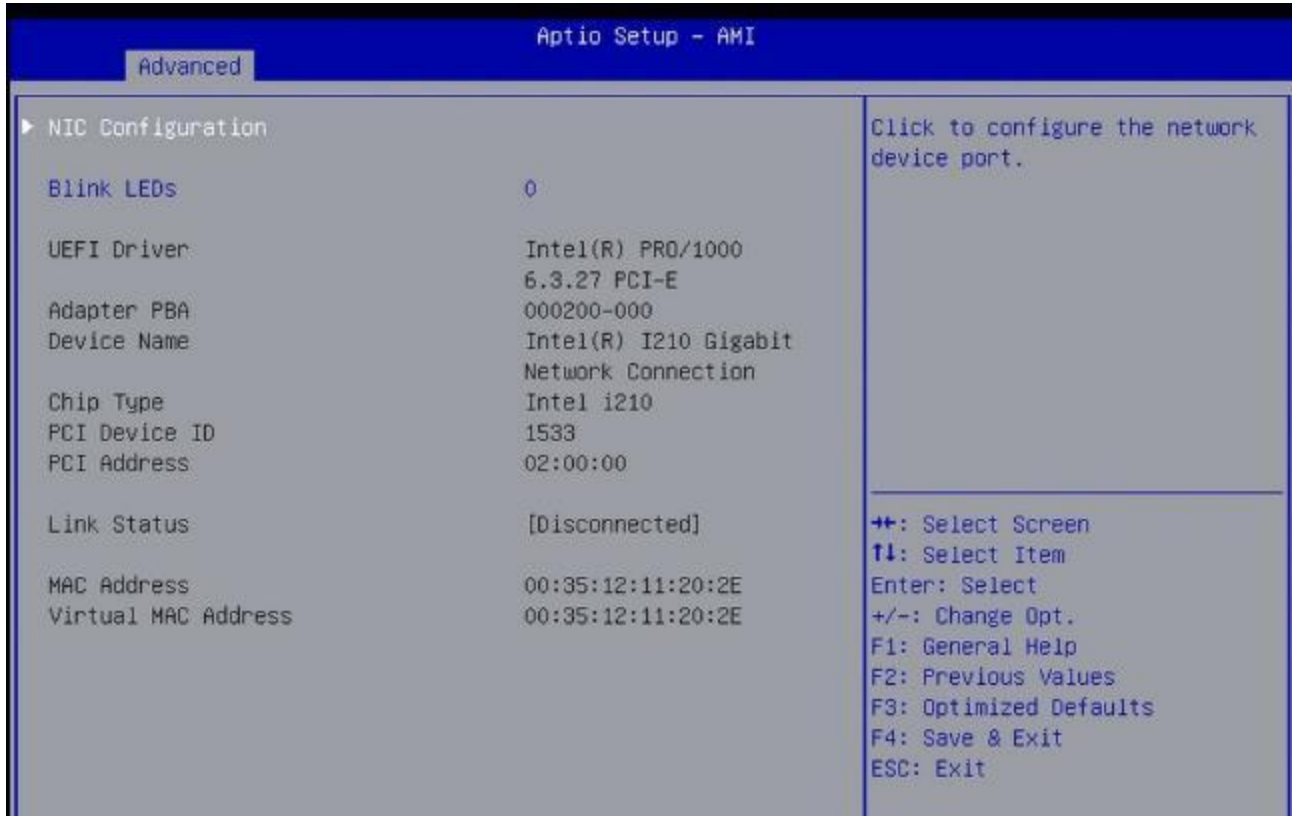 Aptio Setup – AMI
Advanced
▶ NIC Configuration
Blink LEDs 0
UEFI Driver Intel(R) PRO/1000
6.3.27 PCI-E
Adapter PBA 000200-000
Device Name Intel(R) I210 Gigabit
Network Connection
Chip Type Intel i210
PCI Device ID 1533
PCI Address 02:00:00
Link Status [Disconnected]
MAC Address 00:35:12:11:20:2E
Virtual MAC Address 00:35:12:11:20:2E
Click to configure the network
device port.
→←: Select Screen
↑↓: Select Item
Enter: Select
+/-: Change Opt.
F1: General Help
F2: Previous Values
F3: Optimized Defaults
F4: Save & Exit
ESC: Exit